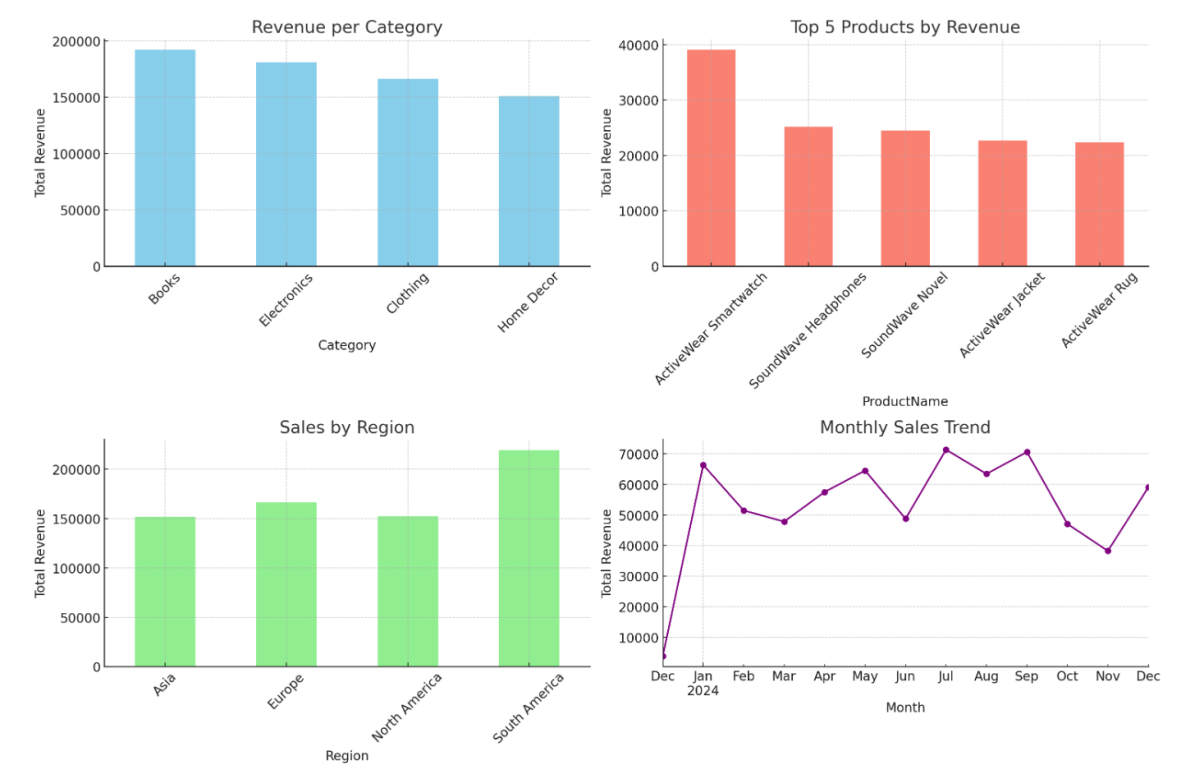 Revenue per Category
Total Revenue
200000
150000
100000
50000
0
Books
Electronics
Clothing
Home Decor
Category
Top 5 Products by Revenue
Total Revenue
40000
30000
20000
10000
0
ActiveWear Smartwatch
SoundWave Headphones
SoundWave Novel
ActiveWear Jacket
ActiveWear Rug
ProductName
Sales by Region
Total Revenue
200000
150000
100000
50000
0
Asia
Europe
North America
South America
Region
Monthly Sales Trend
Total Revenue
70000
60000
50000
40000
30000
20000
10000
Dec Jan Feb Mar Apr May Jun Jul Aug Sep Oct Nov Dec
2024
Month